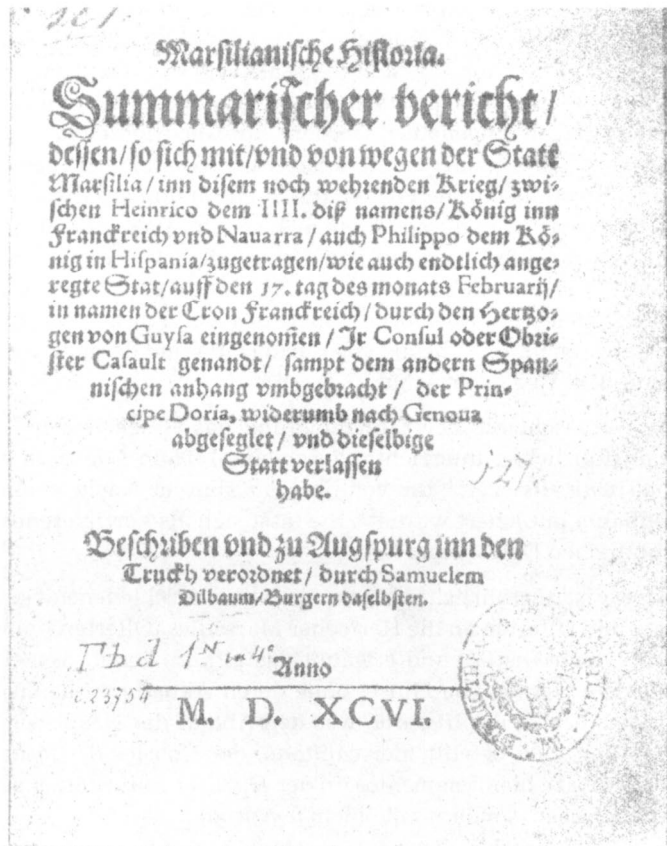 Marsilianische Historia.
Summarischer bericht /
dessen / so sich mit / vnd von wegen der Statt
Marsilia / inn disem noch wehrenden Krieg / zwi-
schen Heinrico dem IIII. diß namens / König inn
Franckreich vnd Nauarra / auch Philippo dem Kö-
nig in Hispania / zugetragen / wie auch endtlich ange-
regte Stat / auff den 17. tag des monats Februarij /
in namen der Cron Franckreich / durch den Hertzo-
gen von Guysa eingenom̃en / Jr Consul oder Obri-
ster Casault genandt / sampt dem andern Span-
nischen anhang vmbgebracht / der Prin-
cipe Doria, widerumb nach Genoua
abgeseglet / vnd dieselbige
Statt verlassen
habe.
527
Beschriben vnd zu Augspurg inn den
Truckh verordnet / durch Samuelem
Dilbaum / Burgern daselbsten.
Anno
M. D. XCVI.